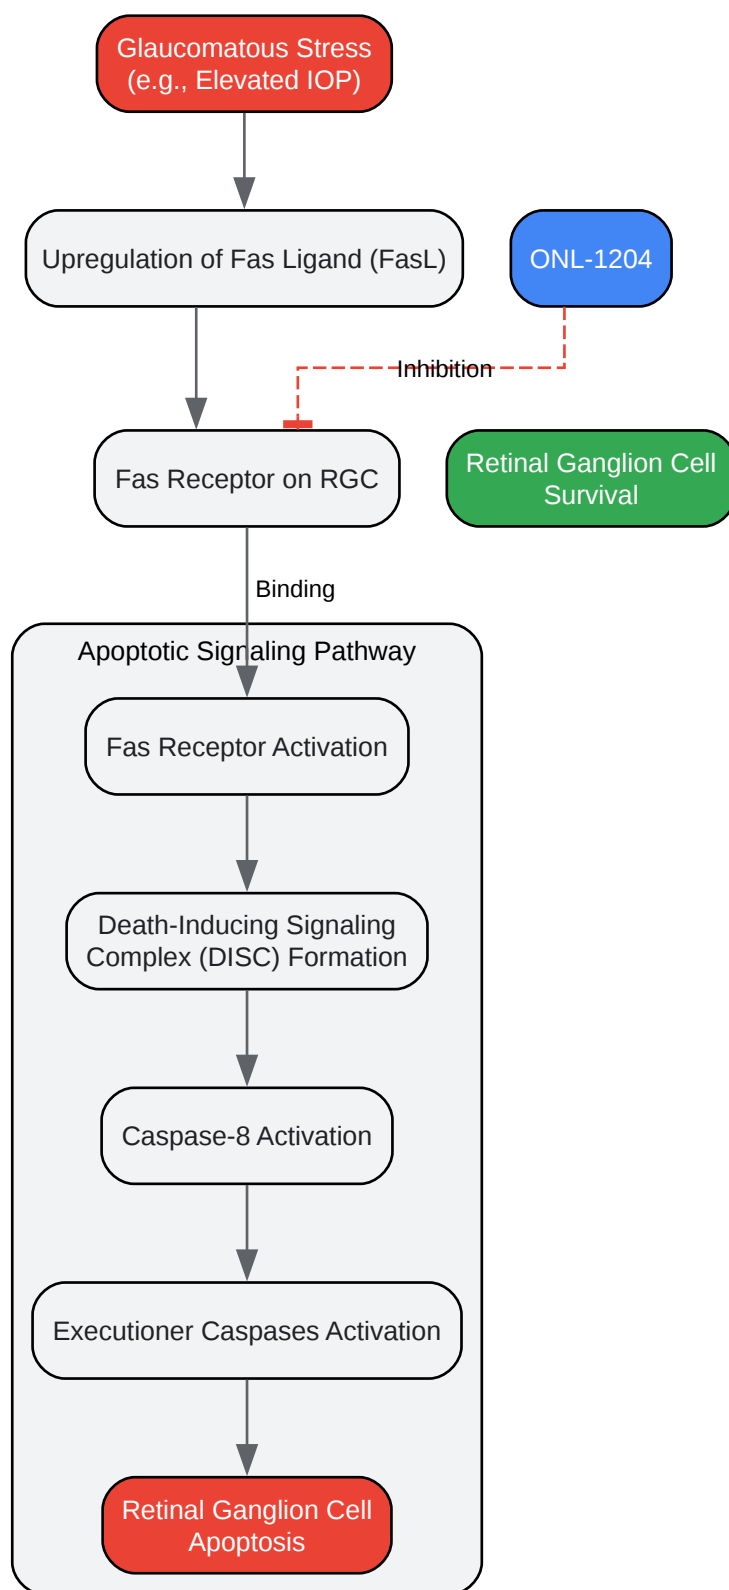 Glaucomatous Stress
(e.g., Elevated IOP)
Upregulation of Fas Ligand (FasL)
ONL-1204
Inhibition
Fas Receptor on RGC
Retinal Ganglion Cell
Survival
Binding
Apoptotic Signaling Pathway
Fas Receptor Activation
Death-Inducing Signaling
Complex (DISC) Formation
Caspase-8 Activation
Executioner Caspases Activation
Retinal Ganglion Cell
Apoptosis